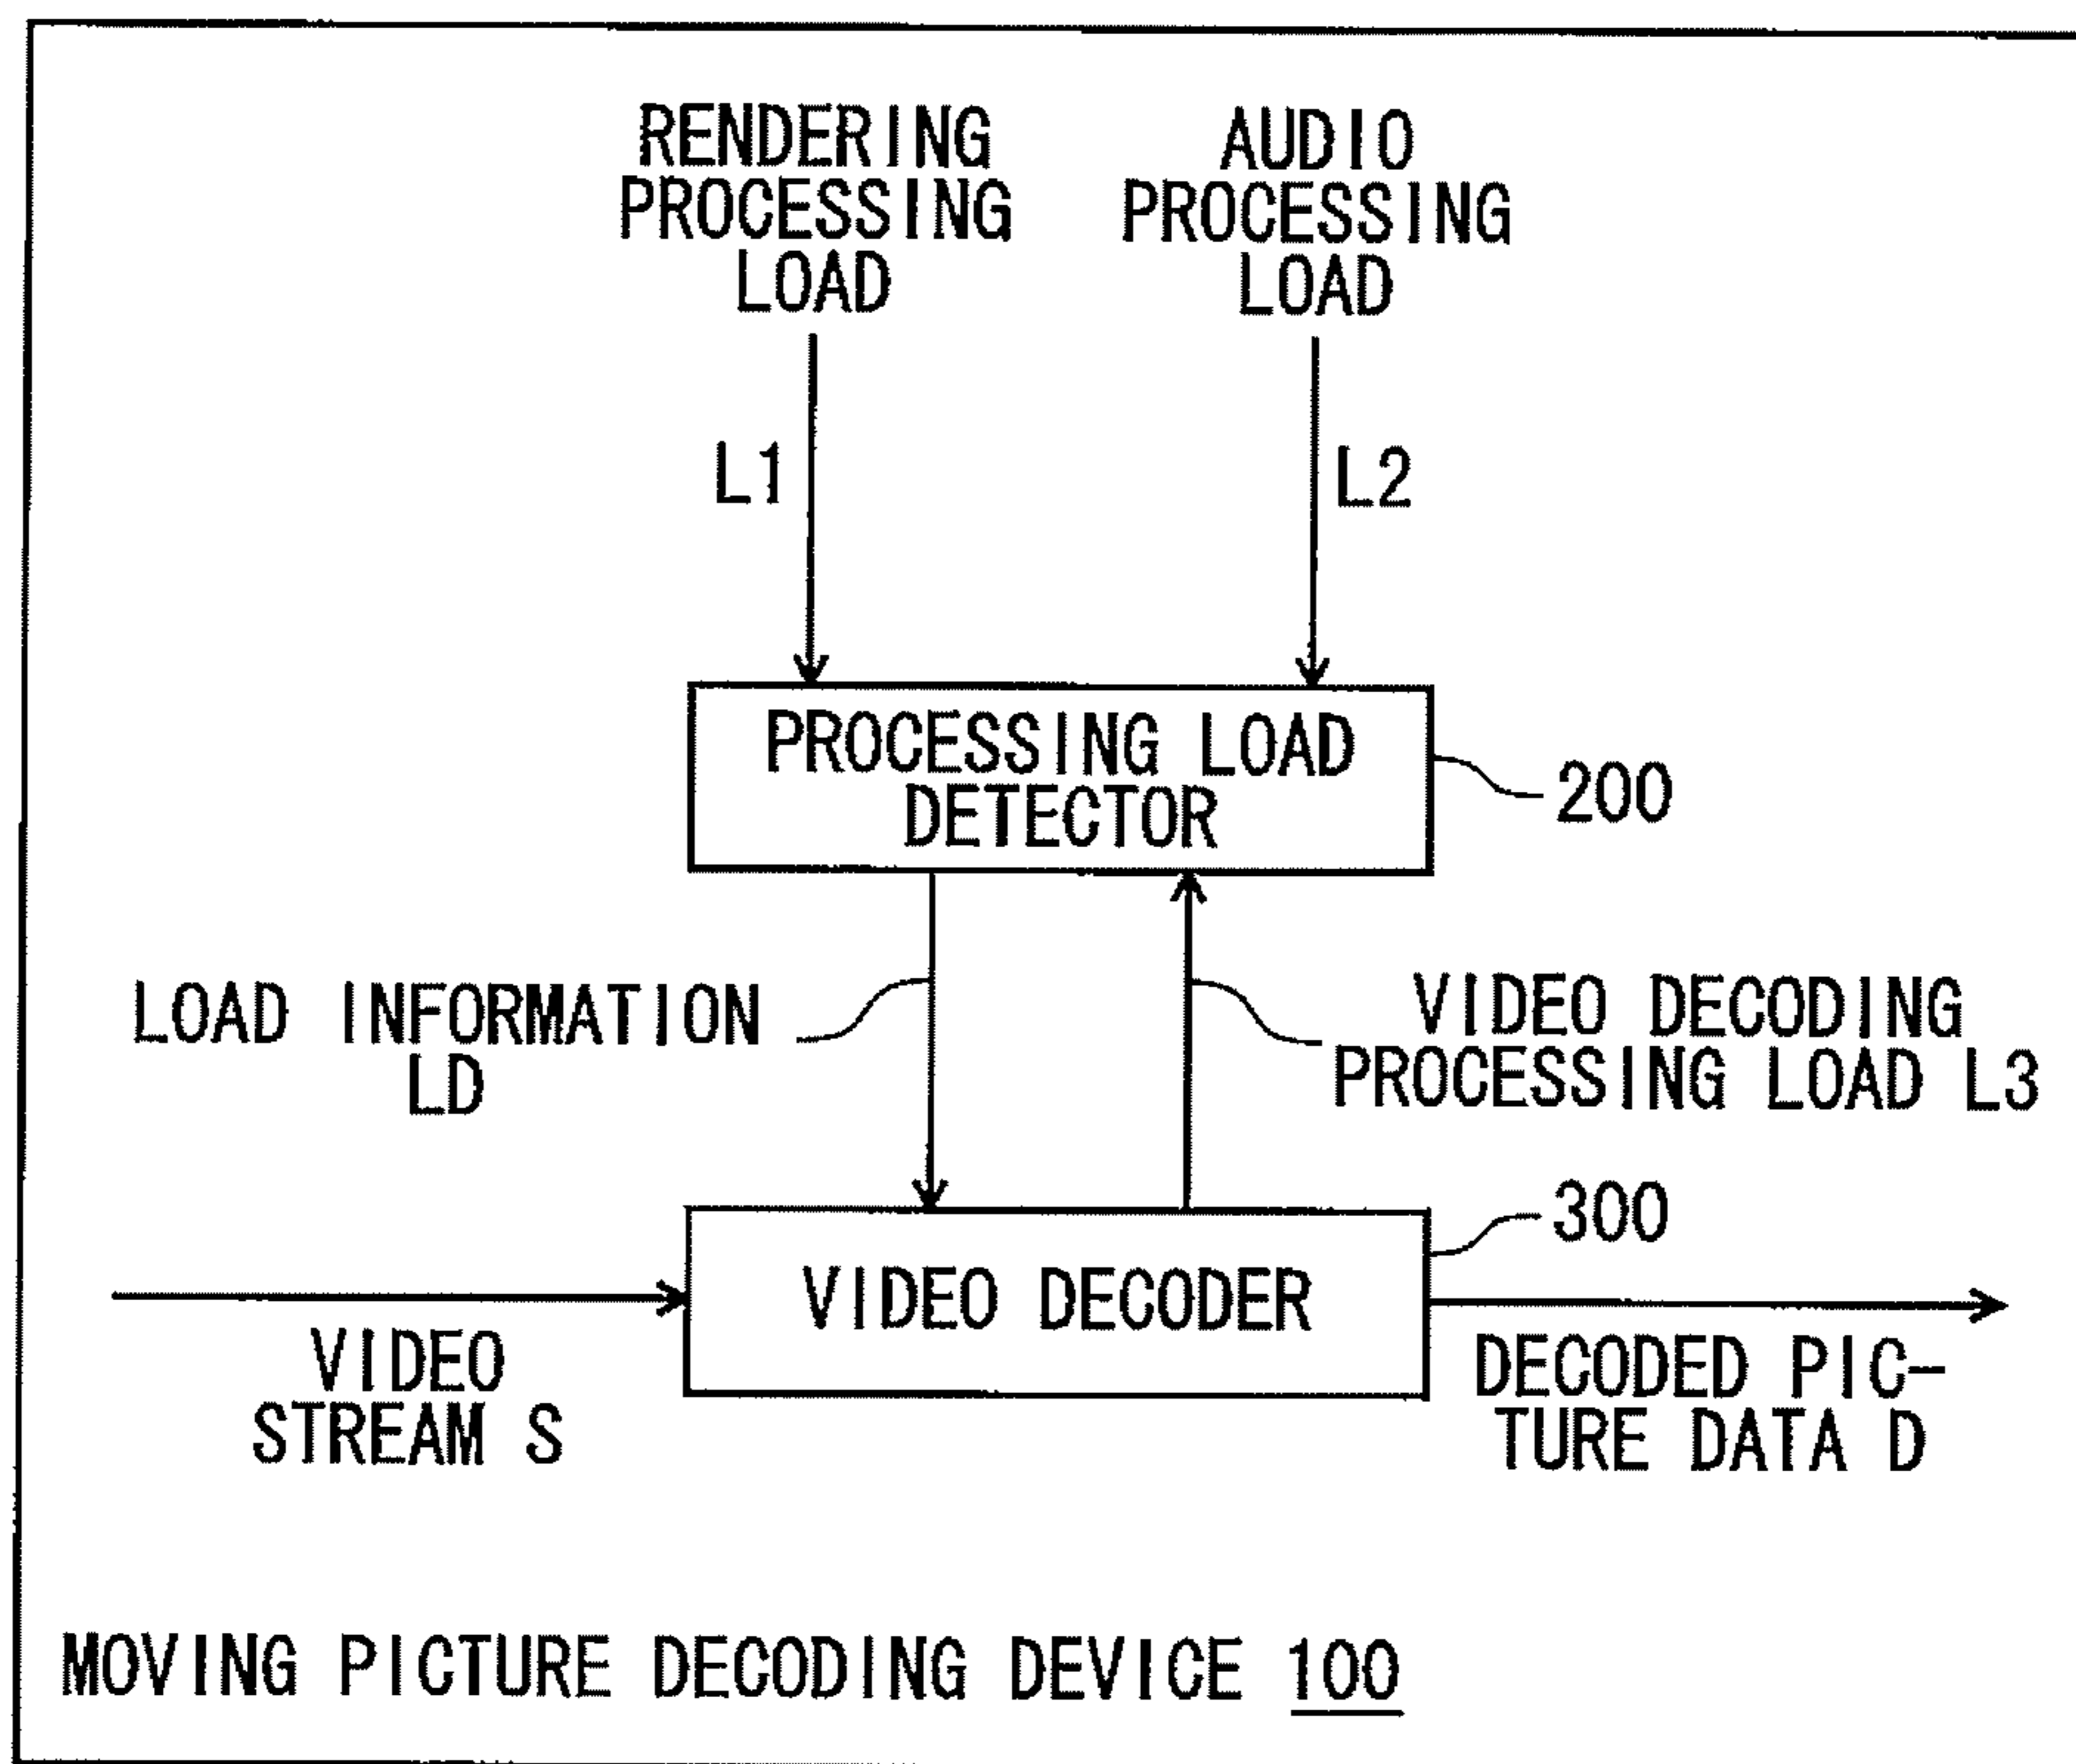 RENDERING
PROCESSING
LOAD
AUDIO
PROCESSING
LOAD
L1
L2
PROCESSING LOAD
DETECTOR
200
LOAD INFORMATION
LD
VIDEO DECODING
PROCESSING LOAD L3
300
VIDEO DECODER
VIDEO
STREAM S
DECODED PIC-
TURE DATA D
MOVING PICTURE DECODING DEVICE 100